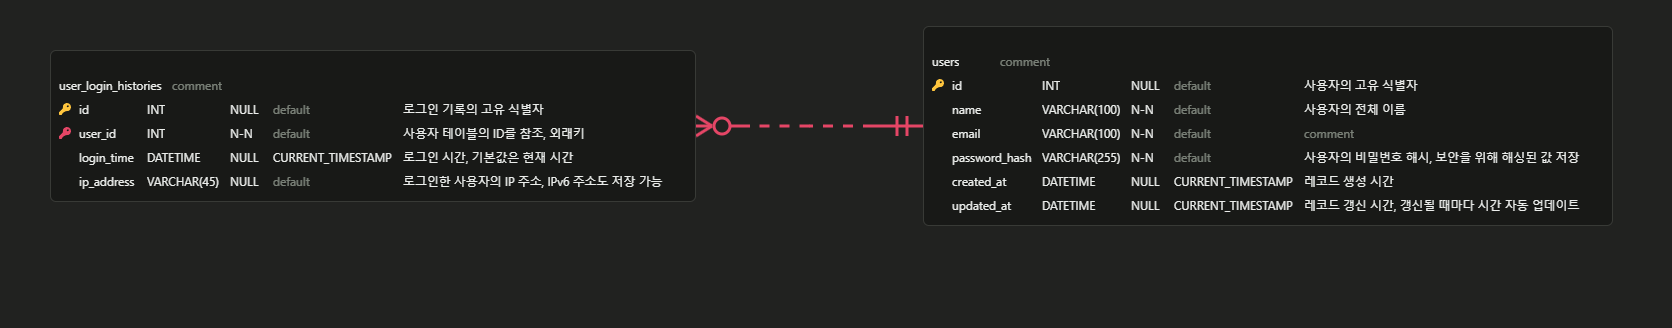 user_login_histories comment
id INT NULL default 로그인 기록의 고유 식별자
user_id INT N-N default 사용자 테이블의 ID를 참조, 외래키
login_time DATETIME NULL CURRENT_TIMESTAMP 로그인 시간, 기본값은 현재 시간
ip_address VARCHAR(45) NULL default 로그인한 사용자의 IP 주소, IPv6 주소도 저장 가능
users comment
id INT NULL default 사용자의 고유 식별자
name VARCHAR(100) N-N default 사용자의 전체 이름
email VARCHAR(100) N-N default comment
password_hash VARCHAR(255) N-N default 사용자의 비밀번호 해시, 보안을 위해 해싱된 값 저장
created_at DATETIME NULL CURRENT_TIMESTAMP 레코드 생성 시간
updated_at DATETIME NULL CURRENT_TIMESTAMP 레코드 갱신 시간, 갱신될 때마다 시간 자동 업데이트